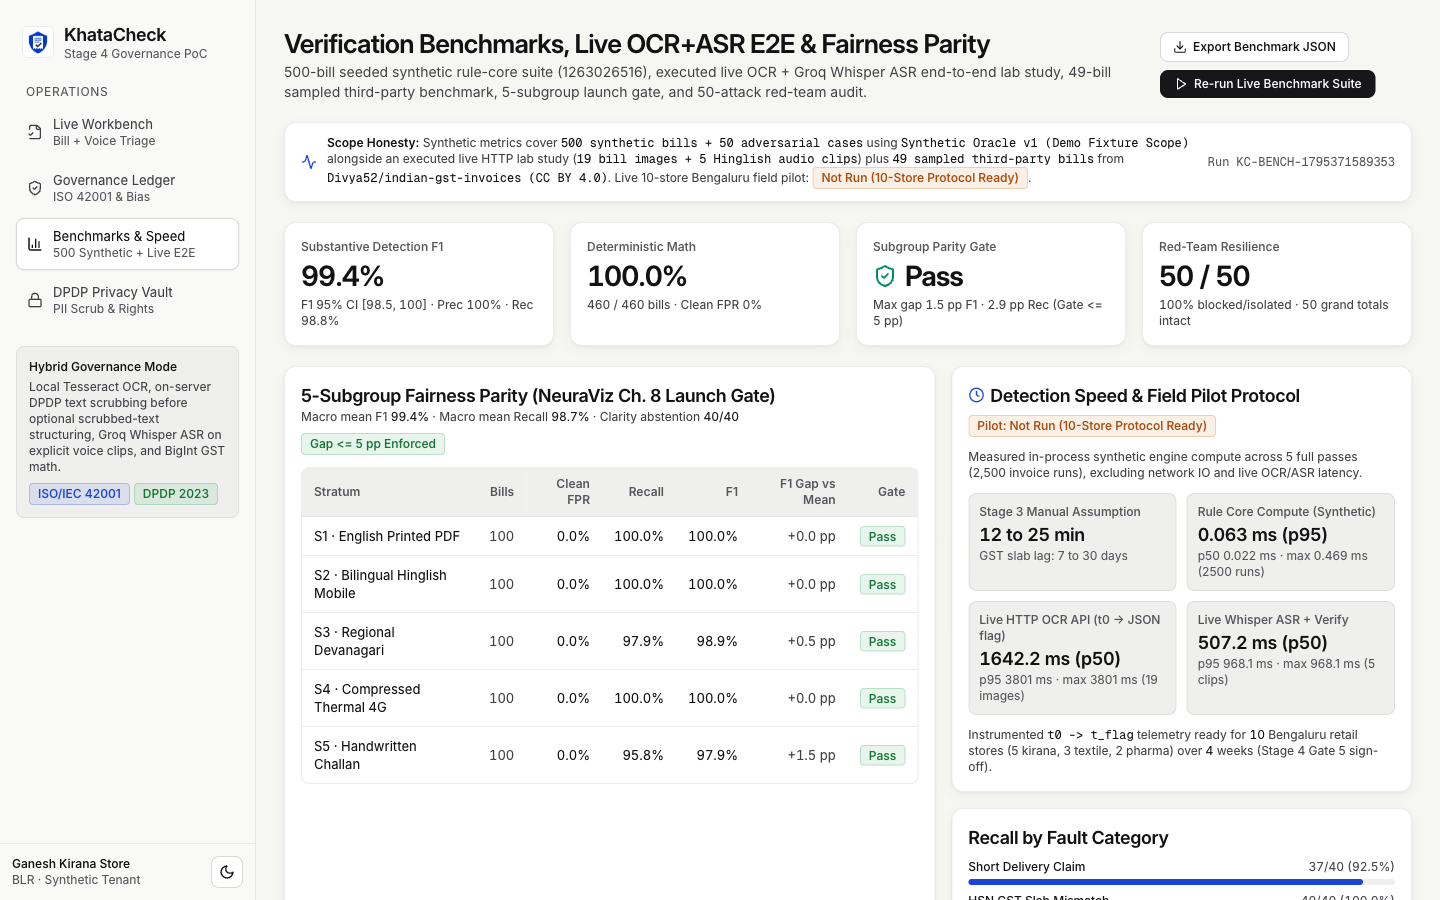 KhataCheck
Stage 4 Governance PoC
OPERATIONS
Live Workbench
Bill + Voice Triage
Governance Ledger
ISO 42001 & Bias
Benchmarks & Speed
500 Synthetic + Live E2E
DPDP Privacy Vault
PII Scrub & Rights
Hybrid Governance Mode
Local Tesseract OCR, on-server
DPDP text scrubbing before
optional scrubbed-text
structuring, Groq Whisper ASR on
explicit voice clips, and BigInt GST
math.
ISO/IEC 42001 DPDP 2023
Ganesh Kirana Store
BLR · Synthetic Tenant
Verification Benchmarks, Live OCR+ASR E2E & Fairness Parity
500-bill seeded synthetic rule-core suite (1263026516), executed live OCR + Groq Whisper ASR end-to-end lab study, 49-bill
sampled third-party benchmark, 5-subgroup launch gate, and 50-attack red-team audit.
Export Benchmark JSON
Re-run Live Benchmark Suite
Scope Honesty: Synthetic metrics cover 500 synthetic bills + 50 adversarial cases using Synthetic Oracle v1 (Demo Fixture Scope)
alongside an executed live HTTP lab study (19 bill images + 5 Hinglish audio clips) plus 49 sampled third-party bills from
Divya52/indian-gst-invoices (CC BY 4.0). Live 10-store Bengaluru field pilot: Not Run (10-Store Protocol Ready).
Run KC-BENCH-1795371589353
Substantive Detection F1
99.4%
F1 95% CI [98.5, 100] · Prec 100% · Rec
98.8%
Deterministic Math
100.0%
460 / 460 bills · Clean FPR 0%
Subgroup Parity Gate
Pass
Max gap 1.5 pp F1 · 2.9 pp Rec (Gate <=
5 pp)
Red-Team Resilience
50 / 50
100% blocked/isolated · 50 grand totals
intact
5-Subgroup Fairness Parity (NeuraViz Ch. 8 Launch Gate)
Macro mean F1 99.4% · Macro mean Recall 98.7% · Clarity abstention 40/40
Gap <= 5 pp Enforced
Stratum Bills Clean FPR Recall F1 F1 Gap vs Mean Gate
S1 · English Printed PDF 100 0.0% 100.0% 100.0% +0.0 pp Pass
S2 · Bilingual Hinglish Mobile 100 0.0% 100.0% 100.0% +0.0 pp Pass
S3 · Regional Devanagari 100 0.0% 97.9% 98.9% +0.5 pp Pass
S4 · Compressed Thermal 4G 100 0.0% 100.0% 100.0% +0.0 pp Pass
S5 · Handwritten Challan 100 0.0% 95.8% 97.9% +1.5 pp Pass
Detection Speed & Field Pilot Protocol
Pilot: Not Run (10-Store Protocol Ready)
Measured in-process synthetic engine compute across 5 full passes
(2,500 invoice runs), excluding network IO and live OCR/ASR latency.
Stage 3 Manual Assumption
12 to 25 min
GST slab lag: 7 to 30 days
Rule Core Compute (Synthetic)
0.063 ms (p95)
p50 0.022 ms · max 0.469 ms
(2500 runs)
Live HTTP OCR API (t0 → JSON
flag)
1642.2 ms (p50)
p95 3801 ms · max 3801 ms (19
images)
Live Whisper ASR + Verify
507.2 ms (p50)
p95 968.1 ms · max 968.1 ms (5
clips)
Instrumented t0 -> t_flag telemetry ready for 10 Bengaluru retail
stores (5 kirana, 3 textile, 2 pharma) over 4 weeks (Stage 4 Gate 5 sign-
off).
Recall by Fault Category
Short Delivery Claim 37/40 (92.5%)
HSN GST Slab Mismatch 40/40 (100.0%)